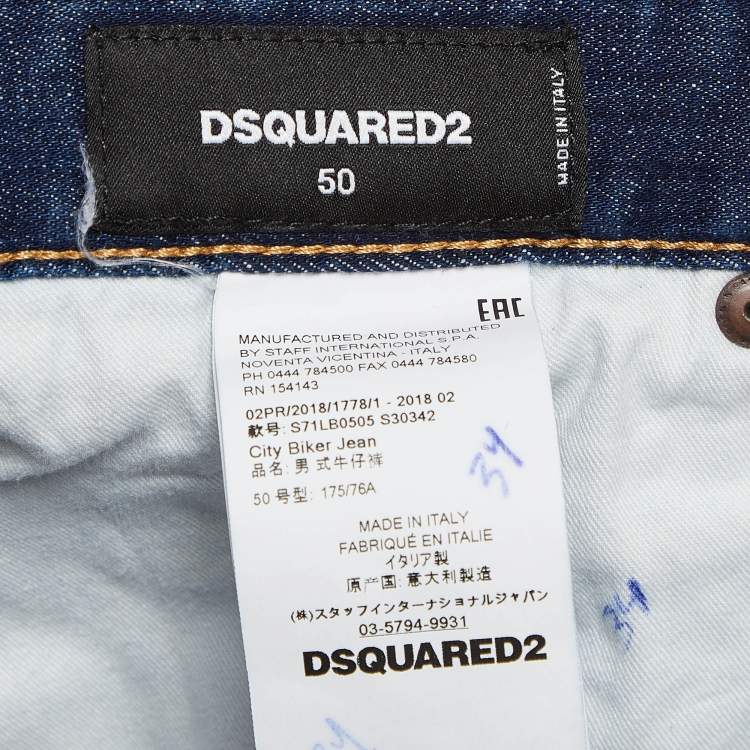 DSQUARED2
50
MADE IN ITALY
EAC
MANUFACTURED AND DISTRIBUTED
BY STAFF INTERNATIONAL S.P.A.
NOVENTA VICENTINA - ITALY
PH 0444 784500 FAX 0444 784580
RN 154143
02PR/2018/1778/1 - 2018 02
款号: S71LB0505 S30342
City Biker Jean
品名: 男式牛仔裤
50 号型: 175/76A
34
MADE IN ITALY
FABRIQUÉ EN ITALIE
イタリア製
原产国: 意大利製造
(株)スタッフインターナショナルジャパン
03-5794-9931
34
DSQUARED2
34